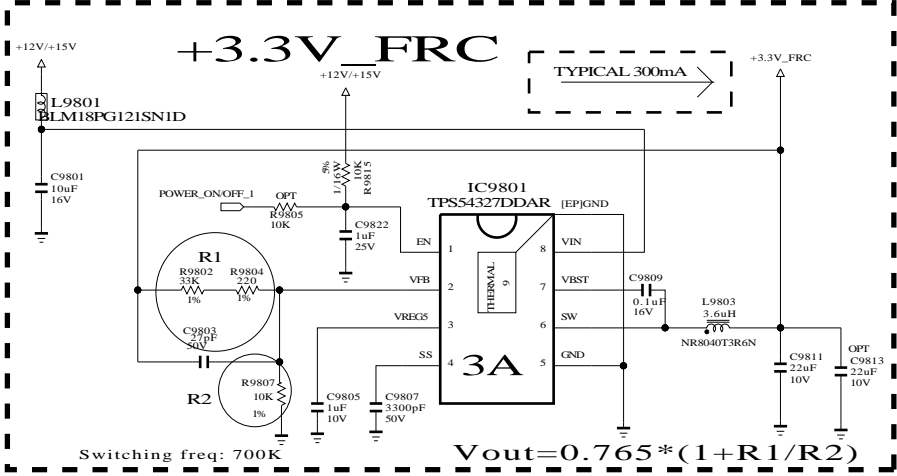 +12V/+15V
+3.3V_FRC
+12V/+15V
TYPICAL 300mA
+3.3V_FRC
L9801
BLM18PG121SN1D
C9801
10uF
16V
5%
1/16W
10K
R9815
POWER_ON/OFF_1
OPT
R9805
10K
C9822
1uF
25V
IC9801
TPS54327DDAR
[EP]GND
EN
1
8
VIN
VFB
2
7
VBST
VREG5
3
6
SW
SS
4
5
GND
THERMAL
9
3A
R1
R9802
33K
1%
R9804
220
1%
C9803
27pF
50V
R2
R9807
10K
1%
C9805
1uF
10V
C9807
3300pF
50V
C9809
0.1uF
16V
L9803
3.6uH
NR8040T3R6N
C9811
22uF
10V
OPT
C9813
22uF
10V
Switching freq: 700K
Vout=0.765*(1+R1/R2)